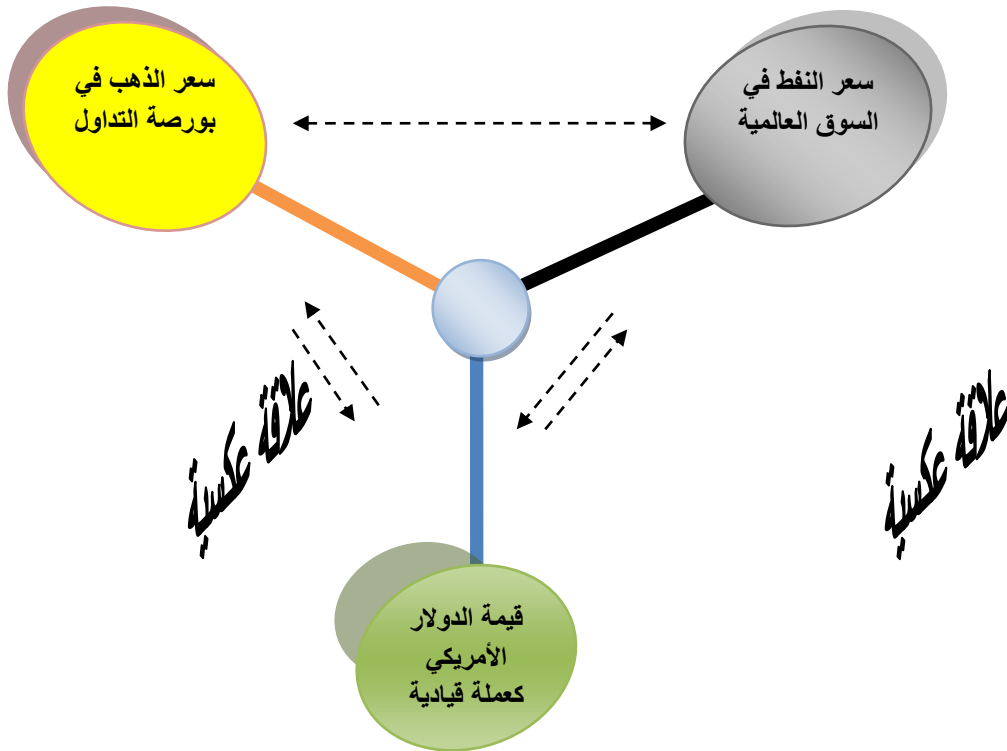 سعر النفط في
السوق العالمية
سعر الذهب في
بورصة التداول
علاقة عكسية
علاقة عكسية
قيمة الدولار
الأمريكي
كعملة قيادية